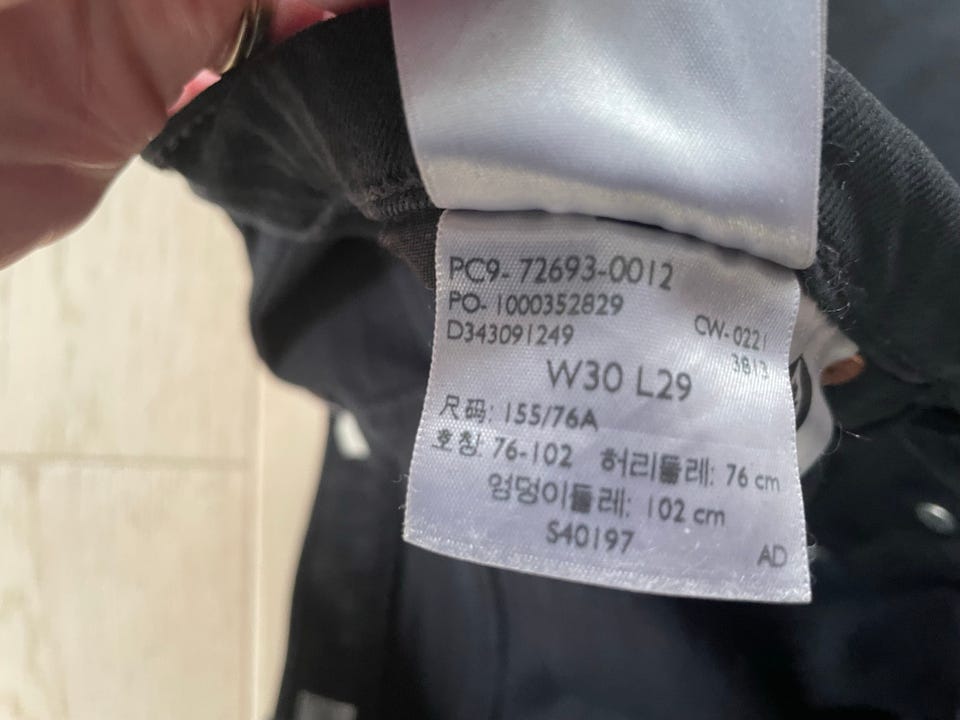 PC9- 72693-0012
PO- 1000352829
D343091249
CW- 0221
3813
W30 L29
尺码: 155/76A
호칭: 76-102 허리둘레: 76 cm
엉덩이둘레: 102 cm
S40197
AD